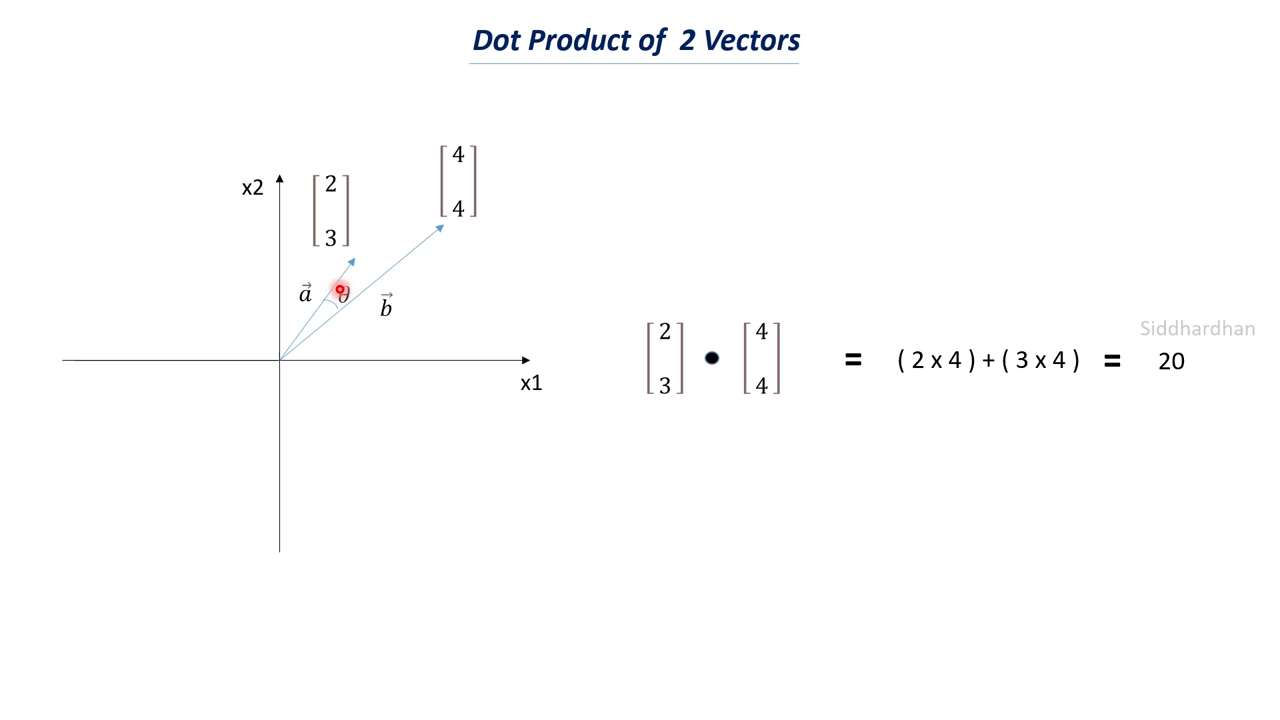 Dot Product of 2 Vectors
4
4
x2
2
3
a⃗
θ
b⃗
x1
Siddhardhan
2
3
•
4
4
= ( 2 x 4 ) + ( 3 x 4 ) = 20